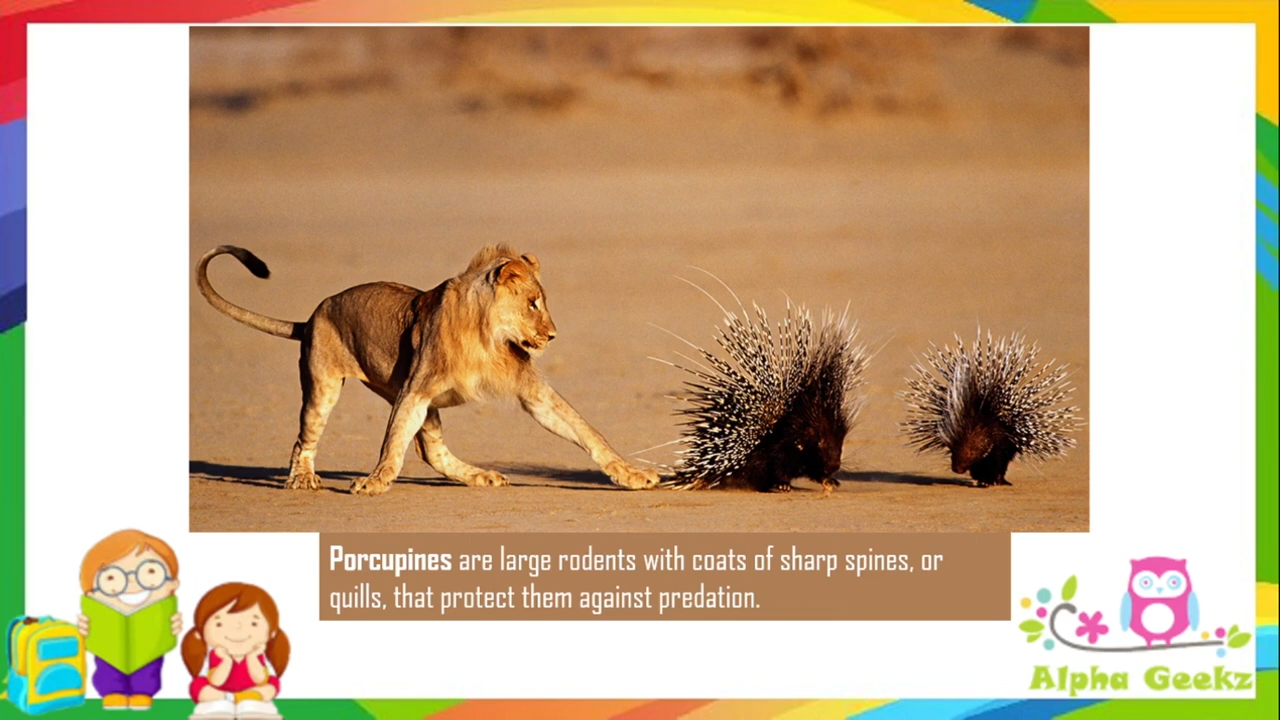 Porcupines are large rodents with coats of sharp spines, or
quills, that protect them against predation.
Alpha Geekz